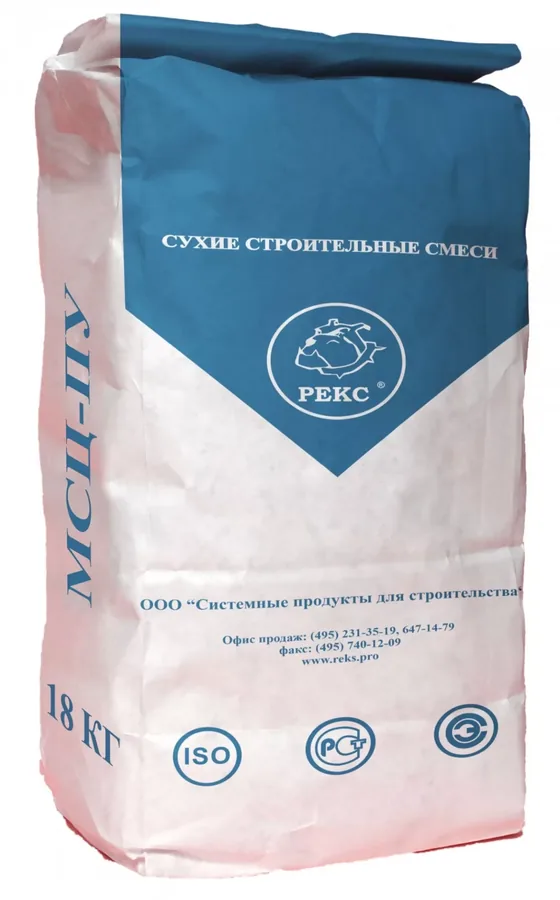 СУХИЕ СТРОИТЕЛЬНЫЕ СМЕСИ
РЕКС ®
МСЦ-ПУ
ООО “Системные продукты для строительства“
Офис продаж: (495) 231-35-19, 647-14-79
факс: (495) 740-12-09
www.reks.pro
18 КГ
ISO
РСТ
СЭ